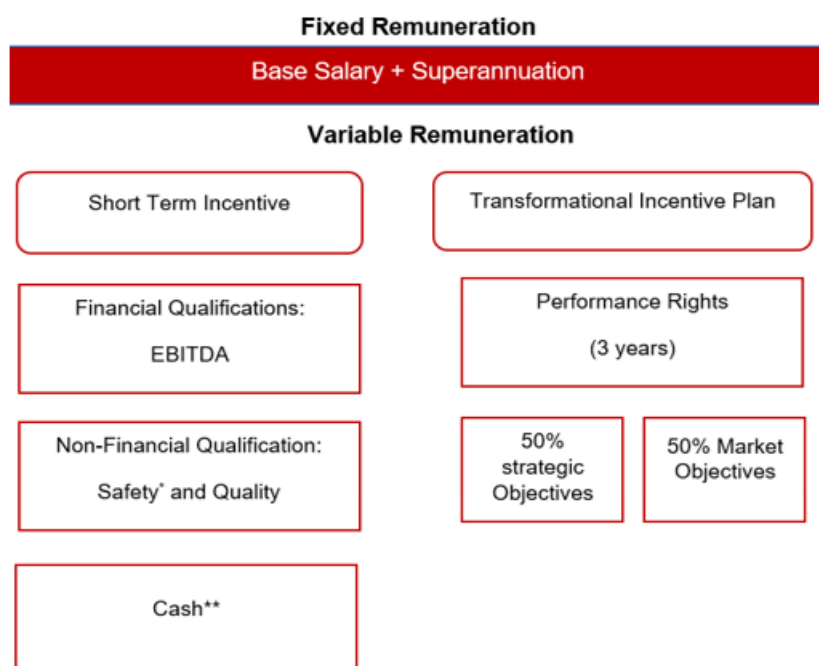 Fixed Remuneration
Base Salary + Superannuation
Variable Remuneration
Short Term Incentive
Transformational Incentive Plan
Financial Qualifications:
EBITDA
Performance Rights
(3 years)
Non-Financial Qualification:
Safety* and Quality
50%
strategic
Objectives
50% Market
Objectives
Cash**